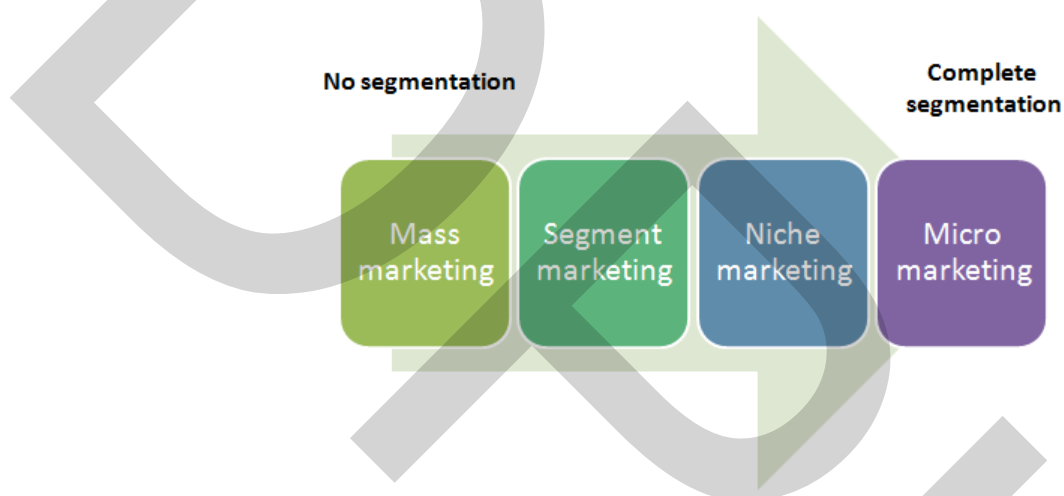 No segmentation
Complete
segmentation
Mass
marketing
Segment
marketing
Niche
marketing
Micro
marketing